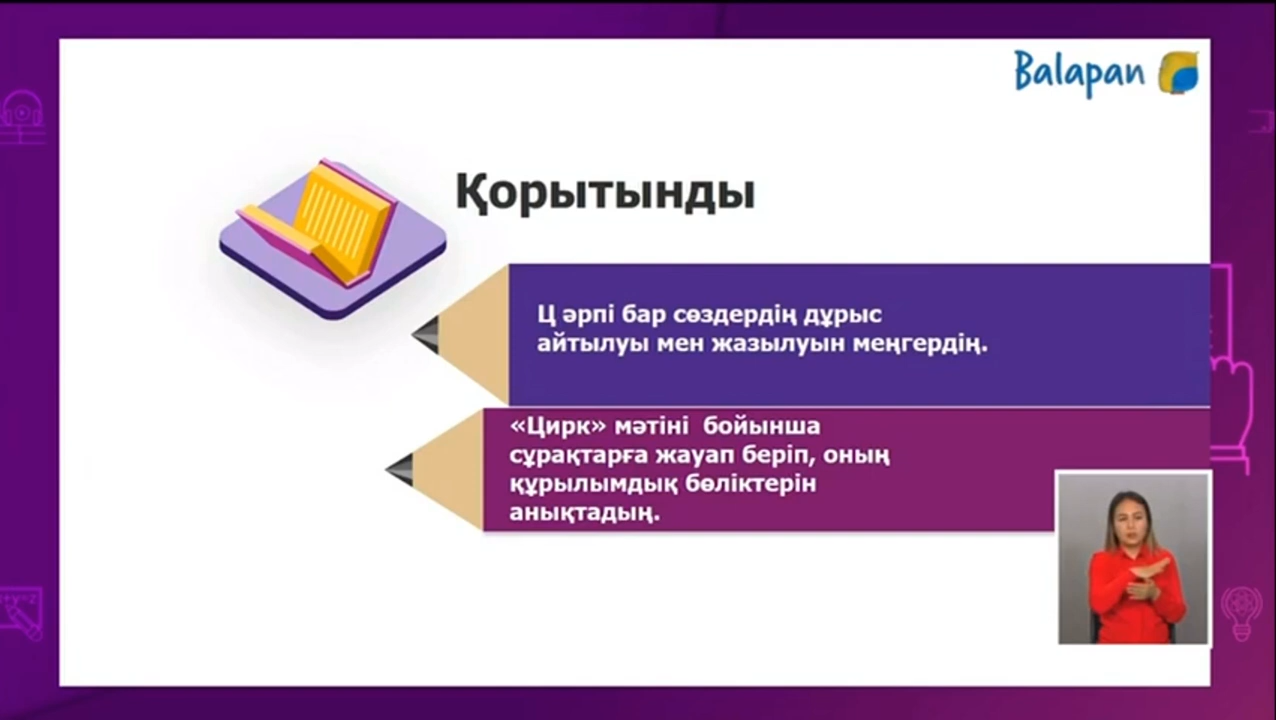 Balapan
Қорытынды
Ц әрпі бар сөздердің дұрыс
айтылуы мен жазылуын меңгердің.
«Цирк» мәтіні бойынша
сұрақтарға жауап беріп, оның
құрылымдық бөліктерін
анықтадың.